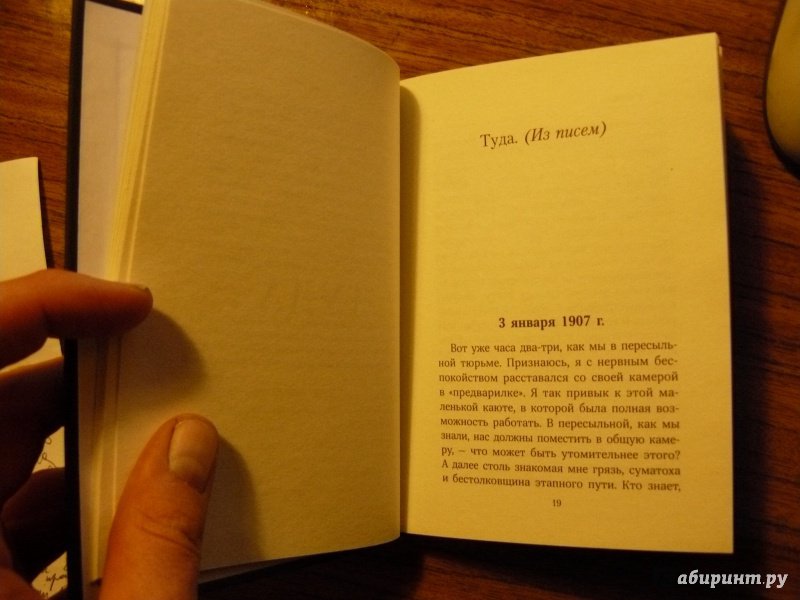 Туда. (Из писем)
3 января 1907 г.
Вот уже часа два-три, как мы в пересыль-
ной тюрьме. Признаюсь, я с нервным бес-
покойством расставался со своей камерой
в «предварилке». Я так привык к этой ма-
ленькой каюте, в которой была полная воз-
можность работать. В пересыльной, как мы
знали, нас должны поместить в общую каме-
ру, – что может быть утомительнее этого?
А далее столь знакомая мне грязь, суматоха
и бестолковщина этапного пути. Кто знает,
19
абиринт.ру